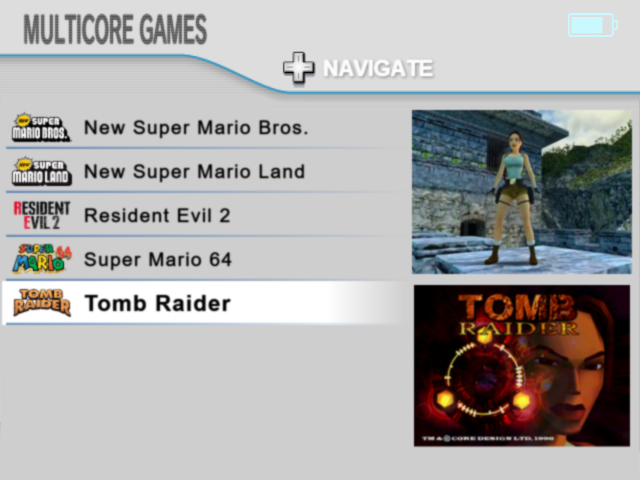 MULTICORE GAMES
NAVIGATE
NEW SUPER
MARIO BROS.
New Super Mario Bros.
NEW SUPER
MARIO LAND
New Super Mario Land
RESIDENT
EVIL 2
Resident Evil 2
SUPER
MARIO 64
Super Mario 64
TOMB
RAIDER
Tomb Raider
TOMB
RAIDER
TM & © CORE DESIGN LTD, 1996